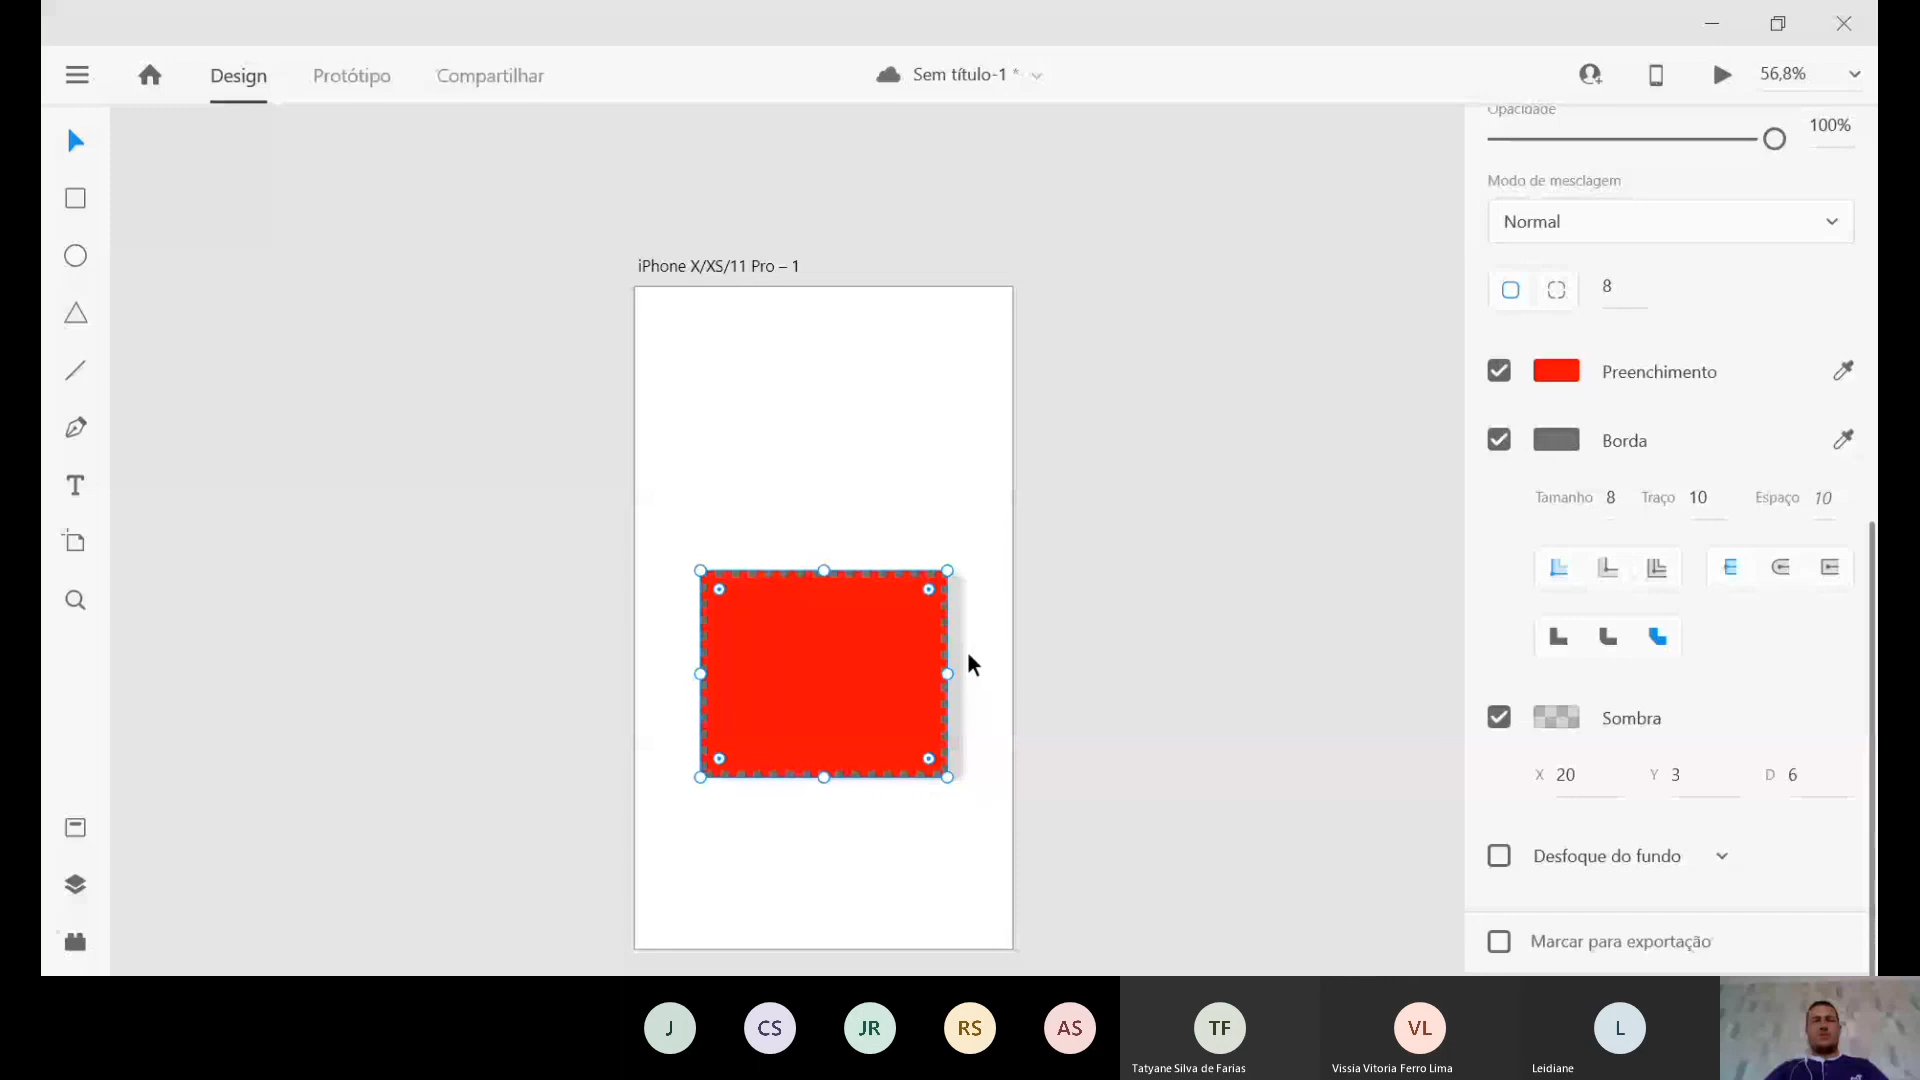 Design
Protótipo
Compartilhar
Sem título-1 *
56,8%
Opacidade
100%
Modo de mesclagem
Normal
8
iPhone X/XS/11 Pro – 1
Preenchimento
Borda
Tamanho 8 Traço 10 Espaço 10
Sombra
X 20 Y 3 D 6
Desfoque do fundo
Marcar para exportação
J
CS
JR
RS
AS
TF
VL
L
Tatyane Silva de Farias
Vissia Vitoria Ferro Lima
Leidiane